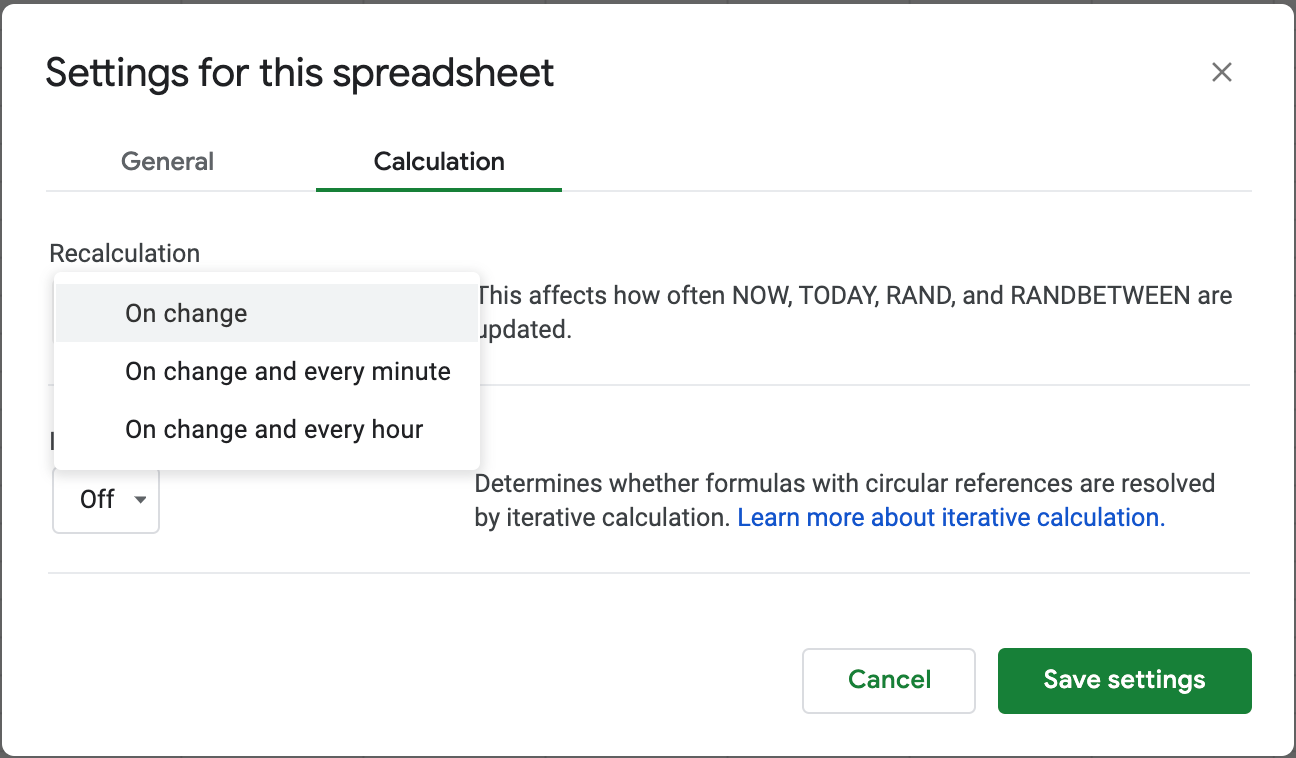 Settings for this spreadsheet
General
Calculation
Recalculation
On change
On change and every minute
On change and every hour
This affects how often NOW, TODAY, RAND, and RANDBETWEEN are
updated.
Off
Determines whether formulas with circular references are resolved
by iterative calculation. Learn more about iterative calculation.
Cancel
Save settings